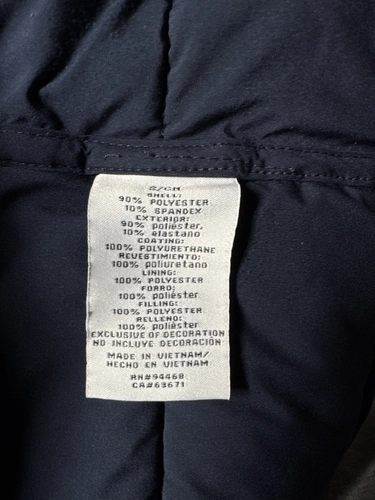 S/CH
SHELL:
90% POLYESTER
10% SPANDEX
EXTERIOR:
90% poliéster,
10% elastano
COATING:
100% POLYURETHANE
REVESTIMIENTO:
100% poliuretano
LINING:
100% POLYESTER
FORRO:
100% poliéster
FILLING:
100% POLYESTER
RELLENO:
100% poliéster
EXCLUSIVE OF DECORATION
NO INCLUYE DECORACIÓN
MADE IN VIETNAM/
HECHO EN VIETNAM
RN#94468
CA#63671